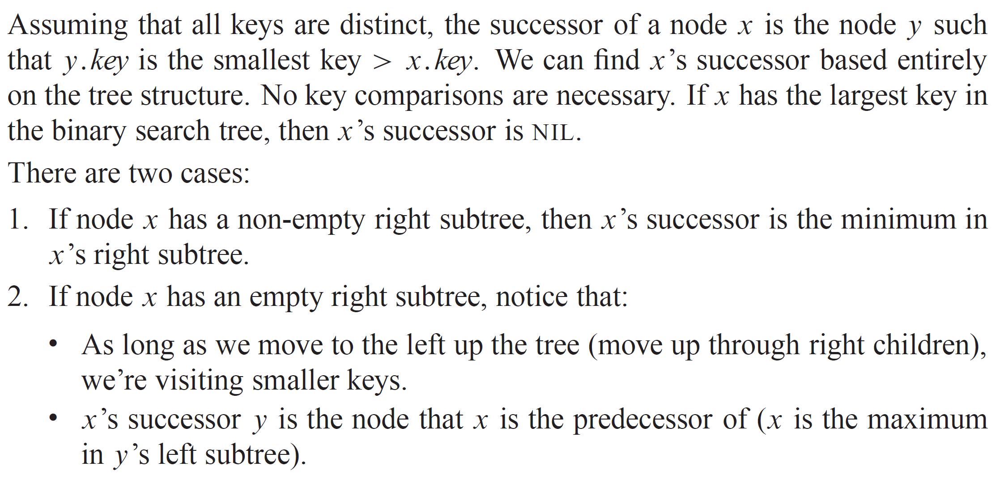 Assuming that all keys are distinct, the successor of a node x is the node y such
that y.key is the smallest key > x.key. We can find x’s successor based entirely
on the tree structure. No key comparisons are necessary. If x has the largest key in
the binary search tree, then x’s successor is NIL.
There are two cases:
1. If node x has a non-empty right subtree, then x’s successor is the minimum in
x’s right subtree.
2. If node x has an empty right subtree, notice that:
• As long as we move to the left up the tree (move up through right children),
we’re visiting smaller keys.
• x’s successor y is the node that x is the predecessor of (x is the maximum
in y’s left subtree).